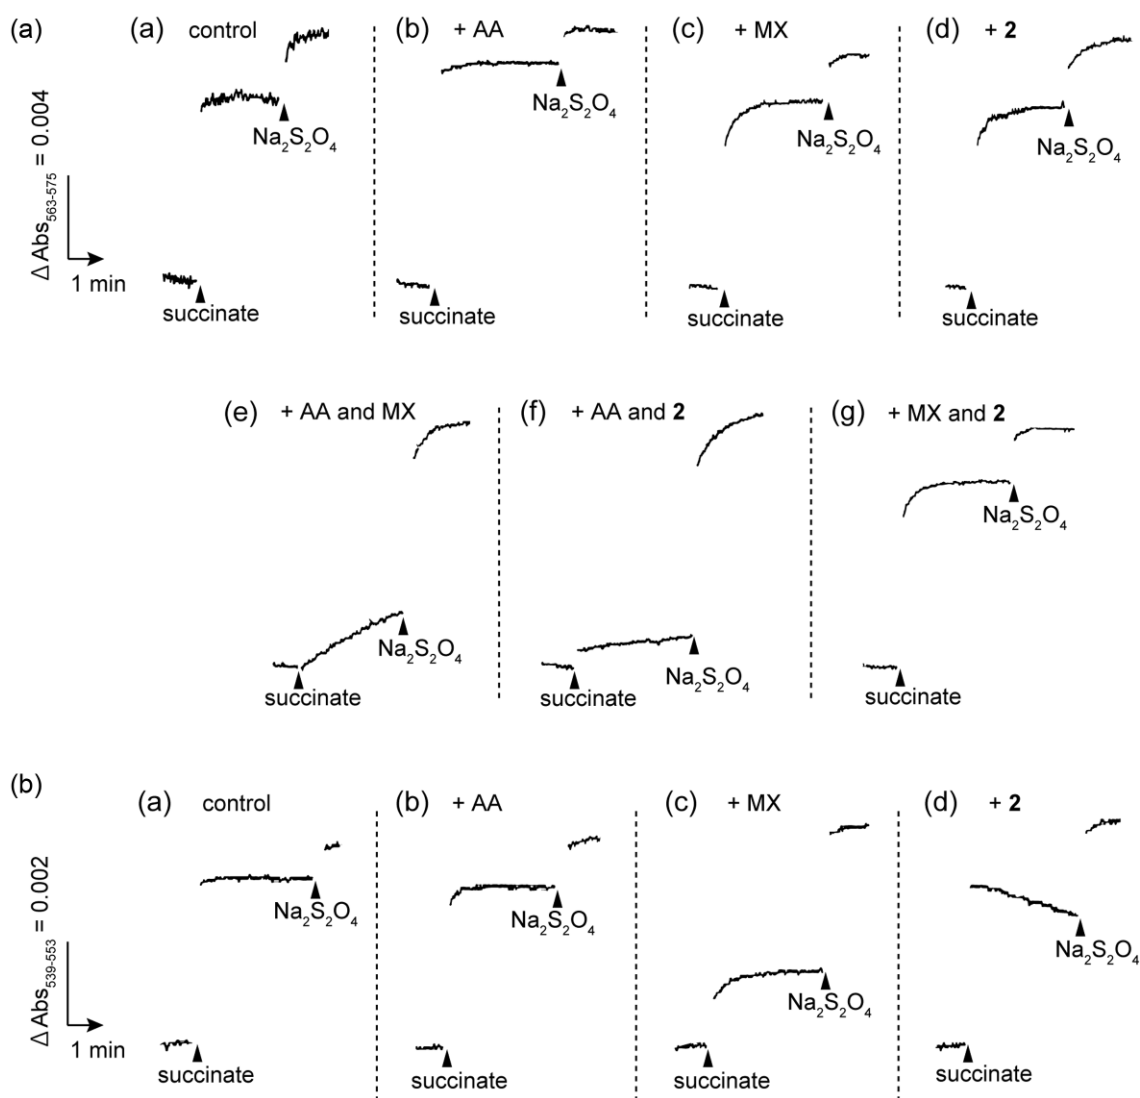 (a)
(a) control
(b) + AA
(c) + MX
(d) + 2
Δ Abs563-575 = 0.004
1 min
Na2S2O4
Na2S2O4
Na2S2O4
Na2S2O4
succinate
succinate
succinate
succinate
(e) + AA and MX
(f) + AA and 2
(g) + MX and 2
Na2S2O4
Na2S2O4
Na2S2O4
succinate
succinate
succinate
(b)
(a) control
(b) + AA
(c) + MX
(d) + 2
Δ Abs539-553 = 0.002
1 min
Na2S2O4
Na2S2O4
Na2S2O4
Na2S2O4
succinate
succinate
succinate
succinate